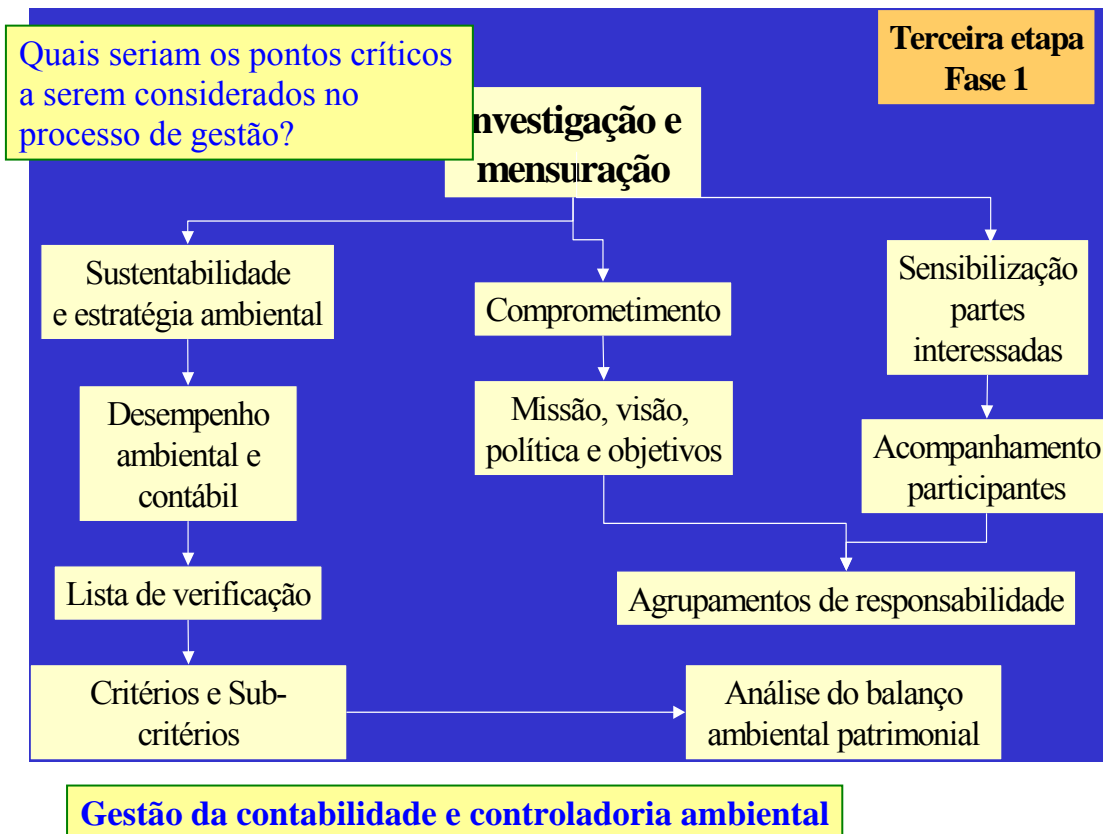 Quais seriam os pontos críticos
a serem considerados no
processo de gestão?
Terceira etapa
Fase 1
nvestigação e
mensuração
Sustentabilidade
e estratégia ambiental
Comprometimento
Sensibilização
partes
interessadas
Desempenho
ambiental e
contábil
Missão, visão,
política e objetivos
Acompanhamento
participantes
Lista de verificação
Agrupamentos de responsabilidade
Critérios e Sub-
critérios
Análise do balanço
ambiental patrimonial
Gestão da contabilidade e controladoria ambiental